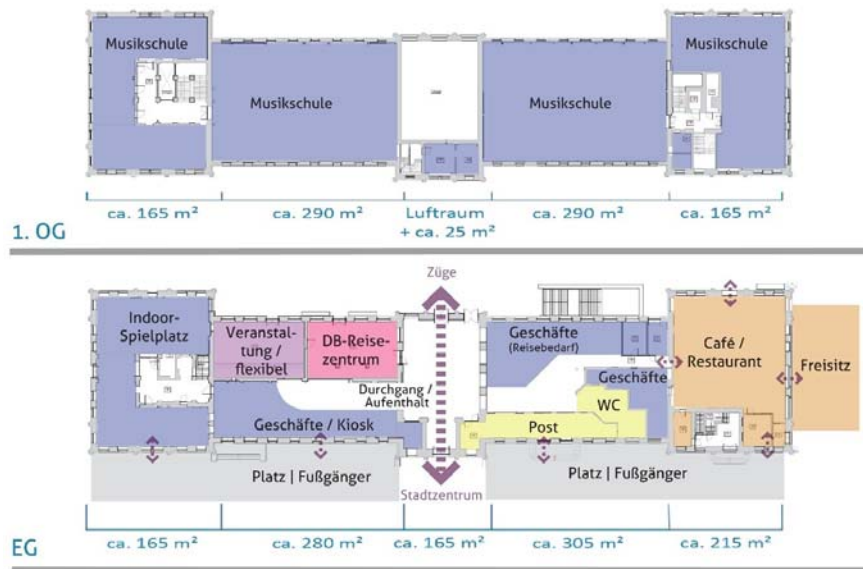 Musikschule
Musikschule
Musikschule
Musikschule
ca. 165 m²
ca. 290 m²
Luftraum
+ ca. 25 m²
ca. 290 m²
ca. 165 m²
1. OG
Züge
Indoor-
Spielplatz
Veranstal-
tung /
flexibel
DB-Reise-
zentrum
Durchgang /
Aufenthalt
Geschäfte
(Reisebedarf)
Geschäfte
Café /
Restaurant
Freisitz
WC
Geschäfte / Kiosk
Post
Platz | Fußgänger
Stadtzentrum
Platz | Fußgänger
ca. 165 m²
ca. 280 m²
ca. 165 m²
ca. 305 m²
ca. 215 m²
EG